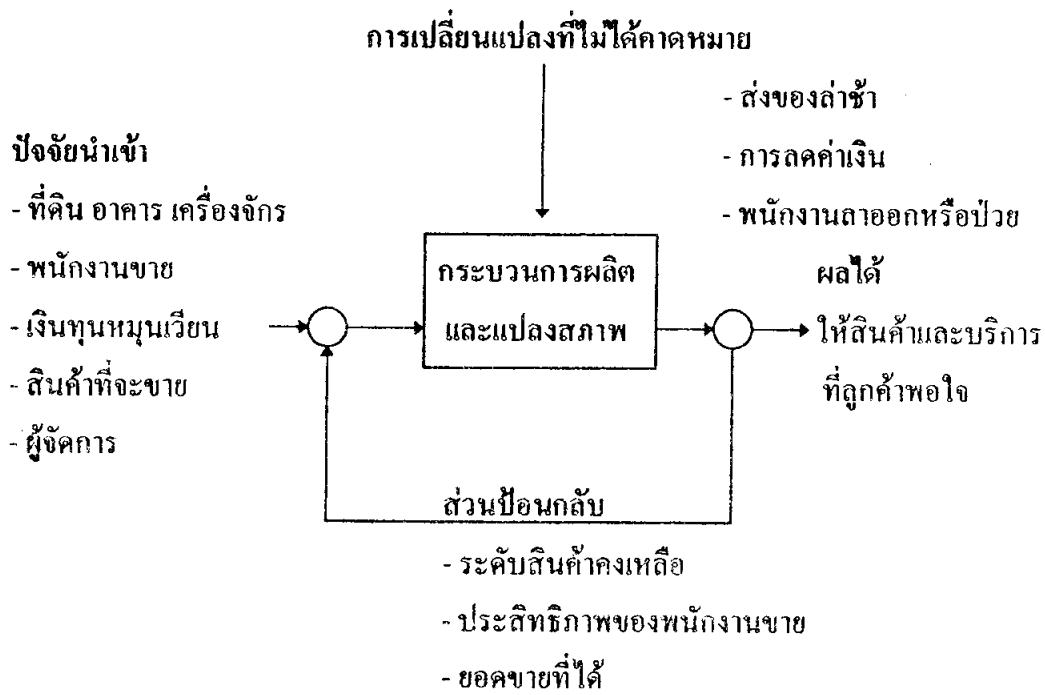 การเปลี่ยนแปลงที่ไม่ได้คาดหมาย
- ส่งของล่าช้า
- การลดค่าเงิน
- พนักงานลาออกหรือป่วย
ปัจจัยนำเข้า
- ที่ดิน อาคาร เครื่องจักร
- พนักงานขาย
- เงินทุนหมุนเวียน
- สินค้าที่จะขาย
- ผู้จัดการ
กระบวนการผลิต
และแปลงสภาพ
ผลได้
ให้สินค้าและบริการ
ที่ลูกค้าพอใจ
ส่วนป้อนกลับ
- ระดับสินค้าคงเหลือ
- ประสิทธิภาพของพนักงานขาย
- ยอดขายที่ได้